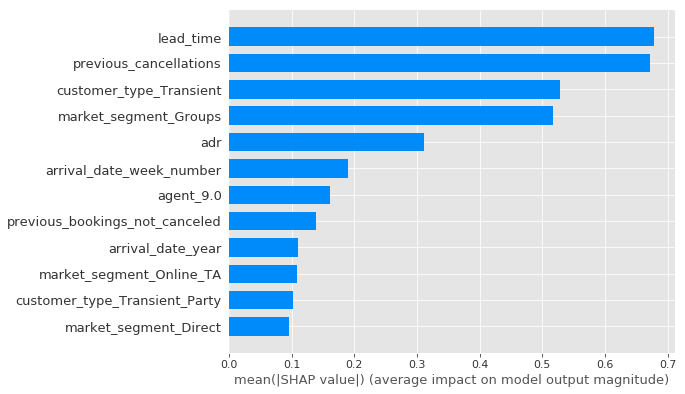 lead_time
previous_cancellations
customer_type_Transient
market_segment_Groups
adr
arrival_date_week_number
agent_9.0
previous_bookings_not_canceled
arrival_date_year
market_segment_Online_TA
customer_type_Transient_Party
market_segment_Direct
0.0 0.1 0.2 0.3 0.4 0.5 0.6 0.7
mean(|SHAP value|) (average impact on model output magnitude)